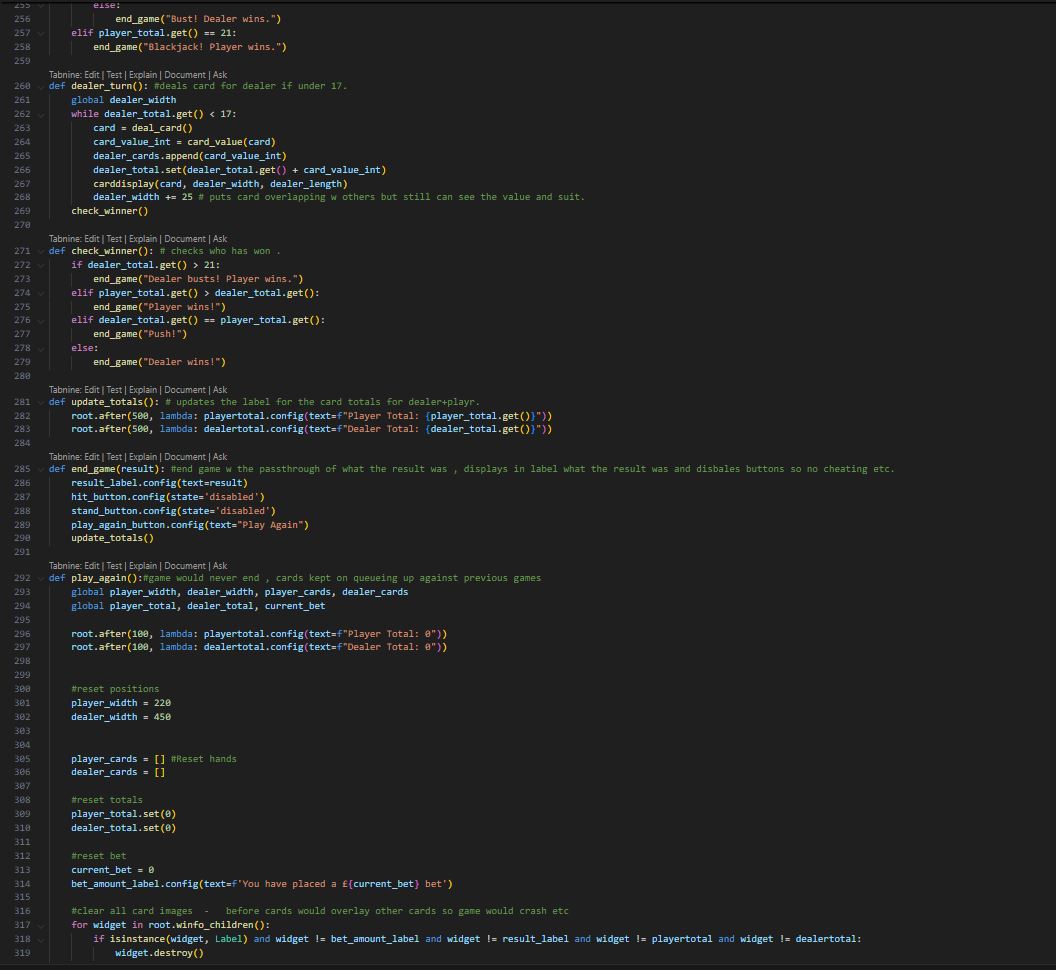 255 else:
256 end_game("Bust! Dealer wins.")
257 elif player_total.get() == 21:
258 end_game("Blackjack! Player wins.")
259
Tabnine: Edit | Test | Explain | Document | Ask
260 def dealer_turn(): #deals card for dealer if under 17.
261 global dealer_width
262 while dealer_total.get() < 17:
263 card = deal_card()
264 card_value_int = card_value(card)
265 dealer_cards.append(card_value_int)
266 dealer_total.set(dealer_total.get() + card_value_int)
267 carddisplay(card, dealer_width, dealer_length)
268 dealer_width += 25 # puts card overlapping w others but still can see the value and suit.
269 check_winner()
270
Tabnine: Edit | Test | Explain | Document | Ask
271 def check_winner(): # checks who has won .
272 if dealer_total.get() > 21:
273 end_game("Dealer busts! Player wins.")
274 elif player_total.get() > dealer_total.get():
275 end_game("Player wins!")
276 elif dealer_total.get() == player_total.get():
277 end_game("Push!")
278 else:
279 end_game("Dealer wins!")
280
Tabnine: Edit | Test | Explain | Document | Ask
281 def update_totals(): # updates the label for the card totals for dealer+playr.
282 root.after(500, lambda: playertotal.config(text=f"Player Total: {player_total.get()}"))
283 root.after(500, lambda: dealertotal.config(text=f"Dealer Total: {dealer_total.get()}"))
284
Tabnine: Edit | Test | Explain | Document | Ask
285 def end_game(result): #end game w the passthrough of what the result was , displays in label what the result was and disbales buttons so no cheating etc.
286 result_label.config(text=result)
287 hit_button.config(state='disabled')
288 stand_button.config(state='disabled')
289 play_again_button.config(text="Play Again")
290 update_totals()
291
Tabnine: Edit | Test | Explain | Document | Ask
292 def play_again():#game would never end , cards kept on queueing up against previous games
293 global player_width, dealer_width, player_cards, dealer_cards
294 global player_total, dealer_total, current_bet
295
296 root.after(100, lambda: playertotal.config(text=f"Player Total: 0"))
297 root.after(100, lambda: dealertotal.config(text=f"Dealer Total: 0"))
298
299
300 #reset positions
301 player_width = 220
302 dealer_width = 450
303
304
305 player_cards = [] #Reset hands
306 dealer_cards = []
307
308 #reset totals
309 player_total.set(0)
310 dealer_total.set(0)
311
312 #reset bet
313 current_bet = 0
314 bet_amount_label.config(text=f'You have placed a £{current_bet} bet')
315
316 #clear all card images - before cards would overlay other cards so game would crash etc
317 for widget in root.winfo_children():
318 if isinstance(widget, Label) and widget != bet_amount_label and widget != result_label and widget != playertotal and widget != dealertotal:
319 widget.destroy()